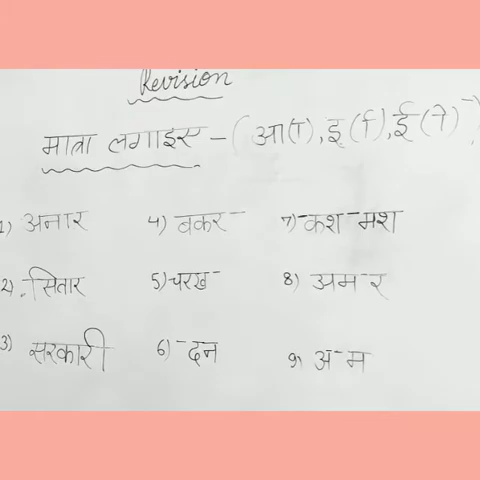 Revision
मात्रा लगाइए - (आ(ा), इ(ि), ई(ी))
1) अनार 4) बकर- 7) -कश-मश
2). सितार 5) चरख- 8) अम-र
3) सरकारी 6) -दन 9) अ-म